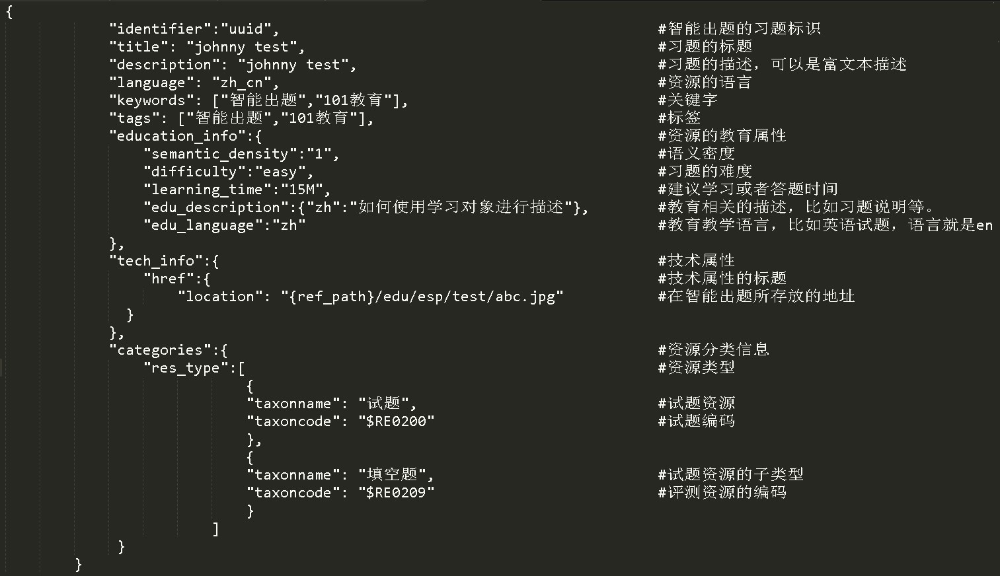 {
"identifier":"uuid", #智能出题的习题标识
"title": "johnny test", #习题的标题
"description": "johnny test", #习题的描述，可以是富文本描述
"language": "zh_cn", #资源的语言
"keywords": ["智能出题","101教育"], #关键字
"tags": ["智能出题","101教育"], #标签
"education_info":{ #资源的教育属性
"semantic_density":"1", #语义密度
"difficulty":"easy", #习题的难度
"learning_time":"15M", #建议学习或者答题时间
"edu_description":{"zh":"如何使用学习对象进行描述"}, #教育相关的描述，比如习题说明等。
"edu_language":"zh" #教育教学语言，比如英语试题，语言就是en
},
"tech_info":{ #技术属性
"href":{ #技术属性的标题
"location": "{ref_path}/edu/esp/test/abc.jpg" #在智能出题所存放的地址
}
},
"categories":{ #资源分类信息
"res_type":[ #资源类型
{
"taxonname": "试题", #试题资源
"taxoncode": "$RE0200" #试题编码
},
{
"taxonname": "填空题", #试题资源的子类型
"taxoncode": "$RE0209" #评测资源的编码
}
]
}
}